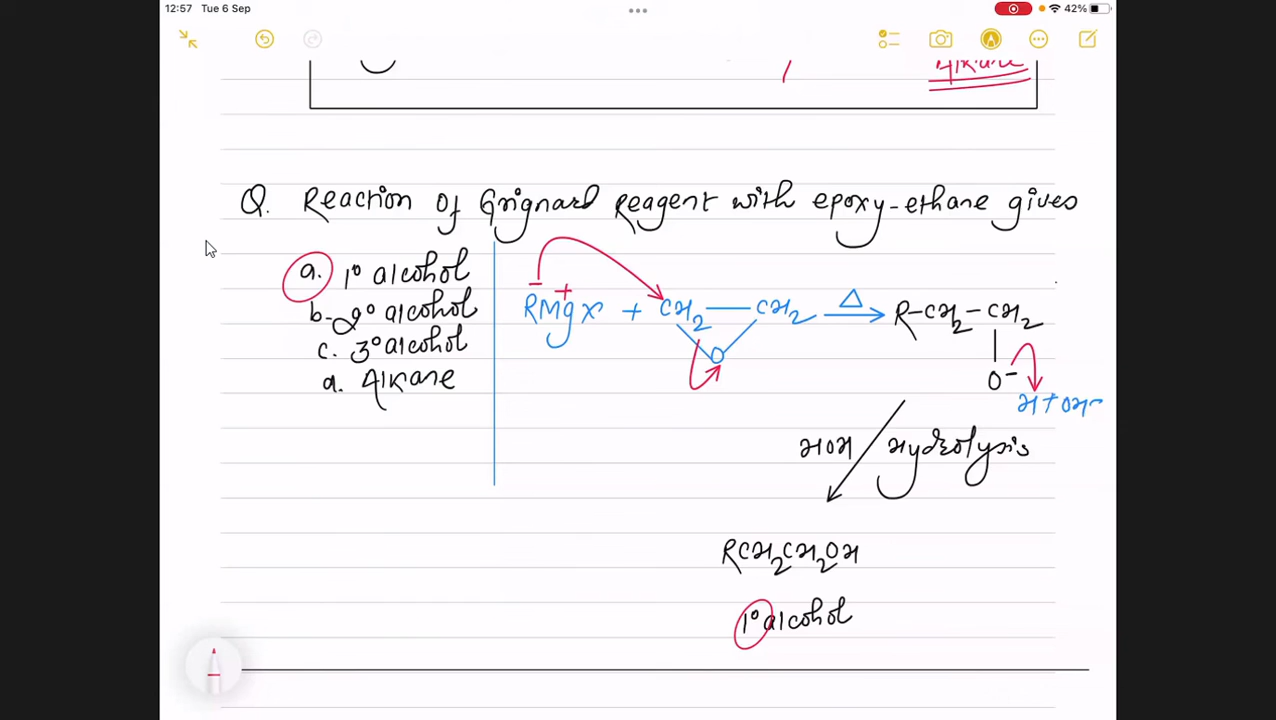 12:57 Tue 6 Sep
42%
Alkane
Q. Reaction of Grignard Reagent with epoxy-ethane gives
a. 1° alcohol
b. 2° alcohol
c. 3° alcohol
d. Alkane
RMgx + CH2 — CH2 Δ R-CH2-CH2
- +
O
O-
H+OH-
HOH Hydrolysis
RCH2CH2OH
1° alcohol